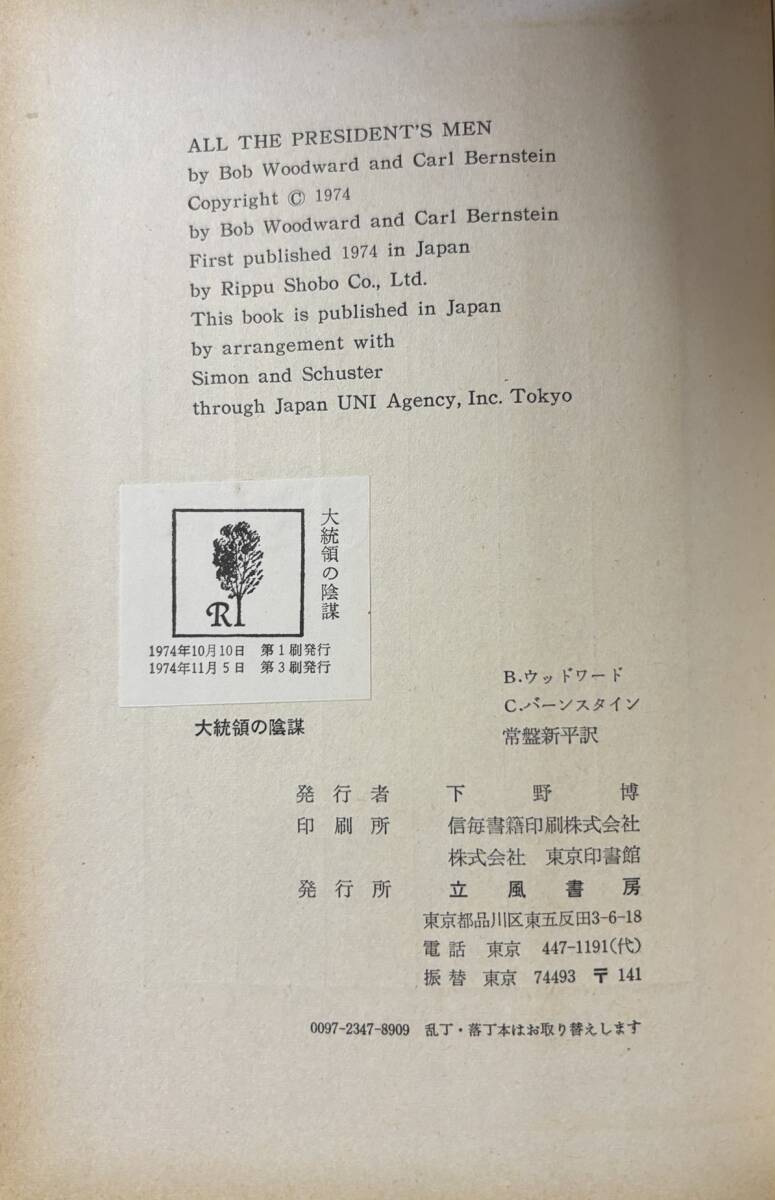 ALL THE PRESIDENT'S MEN
by Bob Woodward and Carl Bernstein
Copyright © 1974
by Bob Woodward and Carl Bernstein
First published 1974 in Japan
by Rippu Shobo Co., Ltd.
This book is published in Japan
by arrangement with
Simon and Schuster
through Japan UNI Agency, Inc. Tokyo
大統領の陰謀
R
1974年10月10日 第1刷発行
1974年11月5日 第3刷発行
大統領の陰謀
B.ウッドワード
C.バーンスタイン
常盤新平訳
発行者 下野博
印刷所 信毎書籍印刷株式会社
株式会社 東京印書館
発行所 立風書房
東京都品川区東五反田3-6-18
電話 東京 447-1191(代)
振替 東京 74493 〒141
0097-2347-8909 乱丁・落丁本はお取り替えします